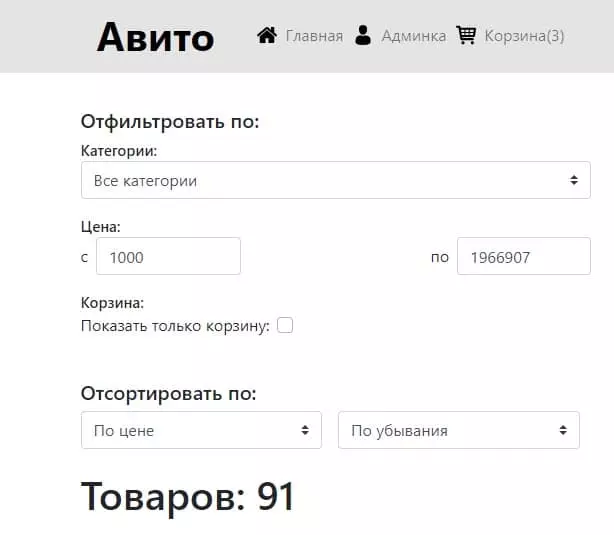 Авито Главная Админка Корзина(3)
Отфильтровать по:
Категории:
Все категории
Цена:
с 1000 по 1966907
Корзина:
Показать только корзину:
Отсортировать по:
По цене По убывания
Товаров: 91